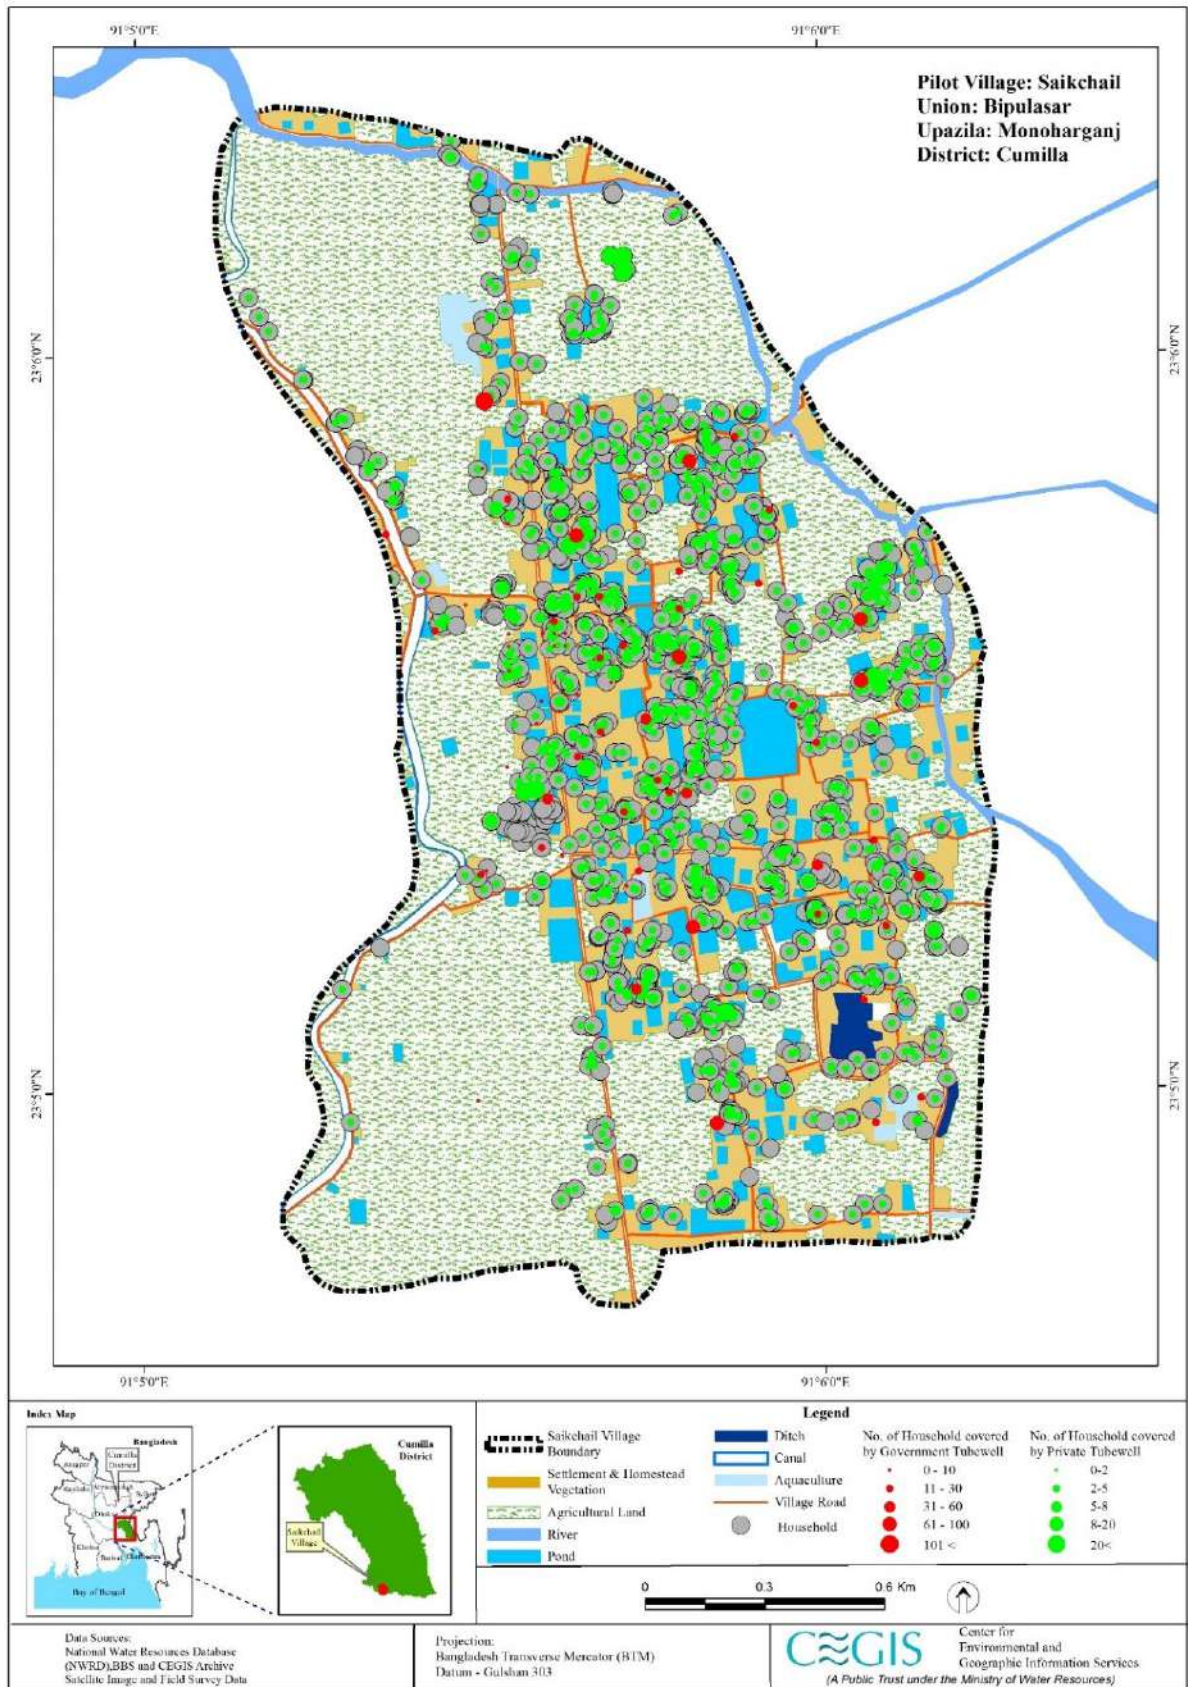 91°5'0"E
91°6'0"E
Pilot Village: Saikchail
Union: Bipulasar
Upazila: Monoharganj
District: Cumilla
23°6'0"N
23°6'0"N
23°5'0"N
23°5'0"N
91°5'0"E
91°6'0"E
Index Map
Bangladesh
Cumilla
District
Bay of Bengal
Cumilla
District
Saikchail
Village
Legend
Saikchail Village
Boundary
Settlement & Homestead
Vegetation
Agricultural Land
River
Pond
Ditch
Canal
Aquaculture
Village Road
Household
No. of Household covered
by Government Tubewell
0 - 10
11 - 30
31 - 60
61 - 100
101 <
No. of Household covered
by Private Tubewell
0-2
2-5
5-8
8-20
20<
0 0.3 0.6 Km
Data Sources:
National Water Resources Database
(NWRD),BBS and CEGIS Archive
Satellite Image and Field Survey Data
Projection:
Bangladesh Transverse Mercator (BTM)
Datum - Gulshan 303
CEGIS
Center for
Environmental and
Geographic Information Services
(A Public Trust under the Ministry of Water Resources)